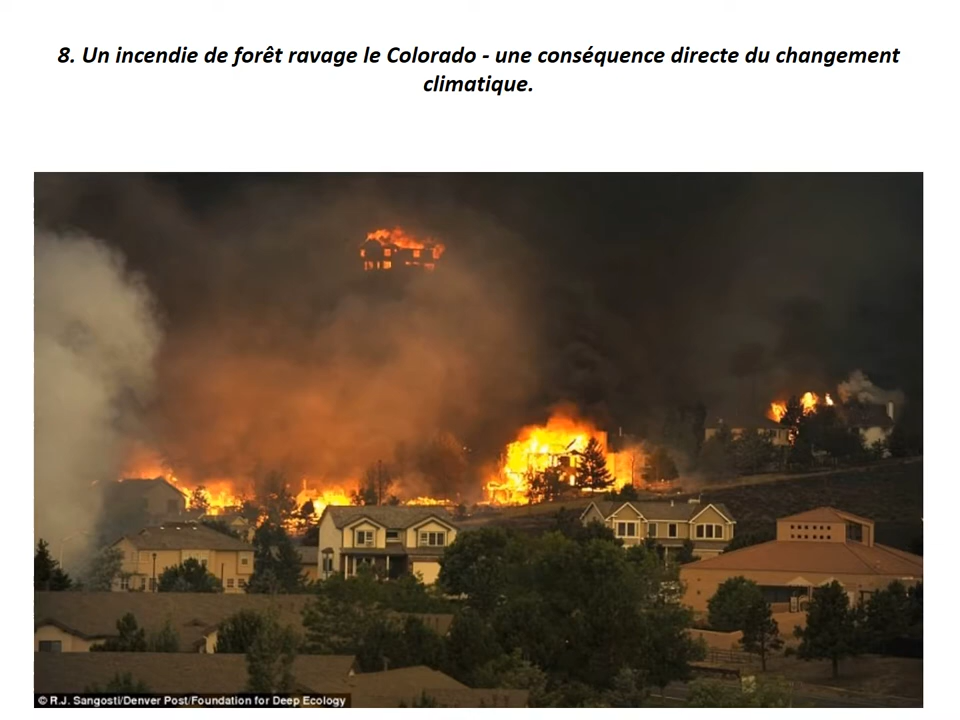 8. Un incendie de forêt ravage le Colorado - une conséquence directe du changement
climatique.
© R.J. Sangosti/Denver Post/Foundation for Deep Ecology